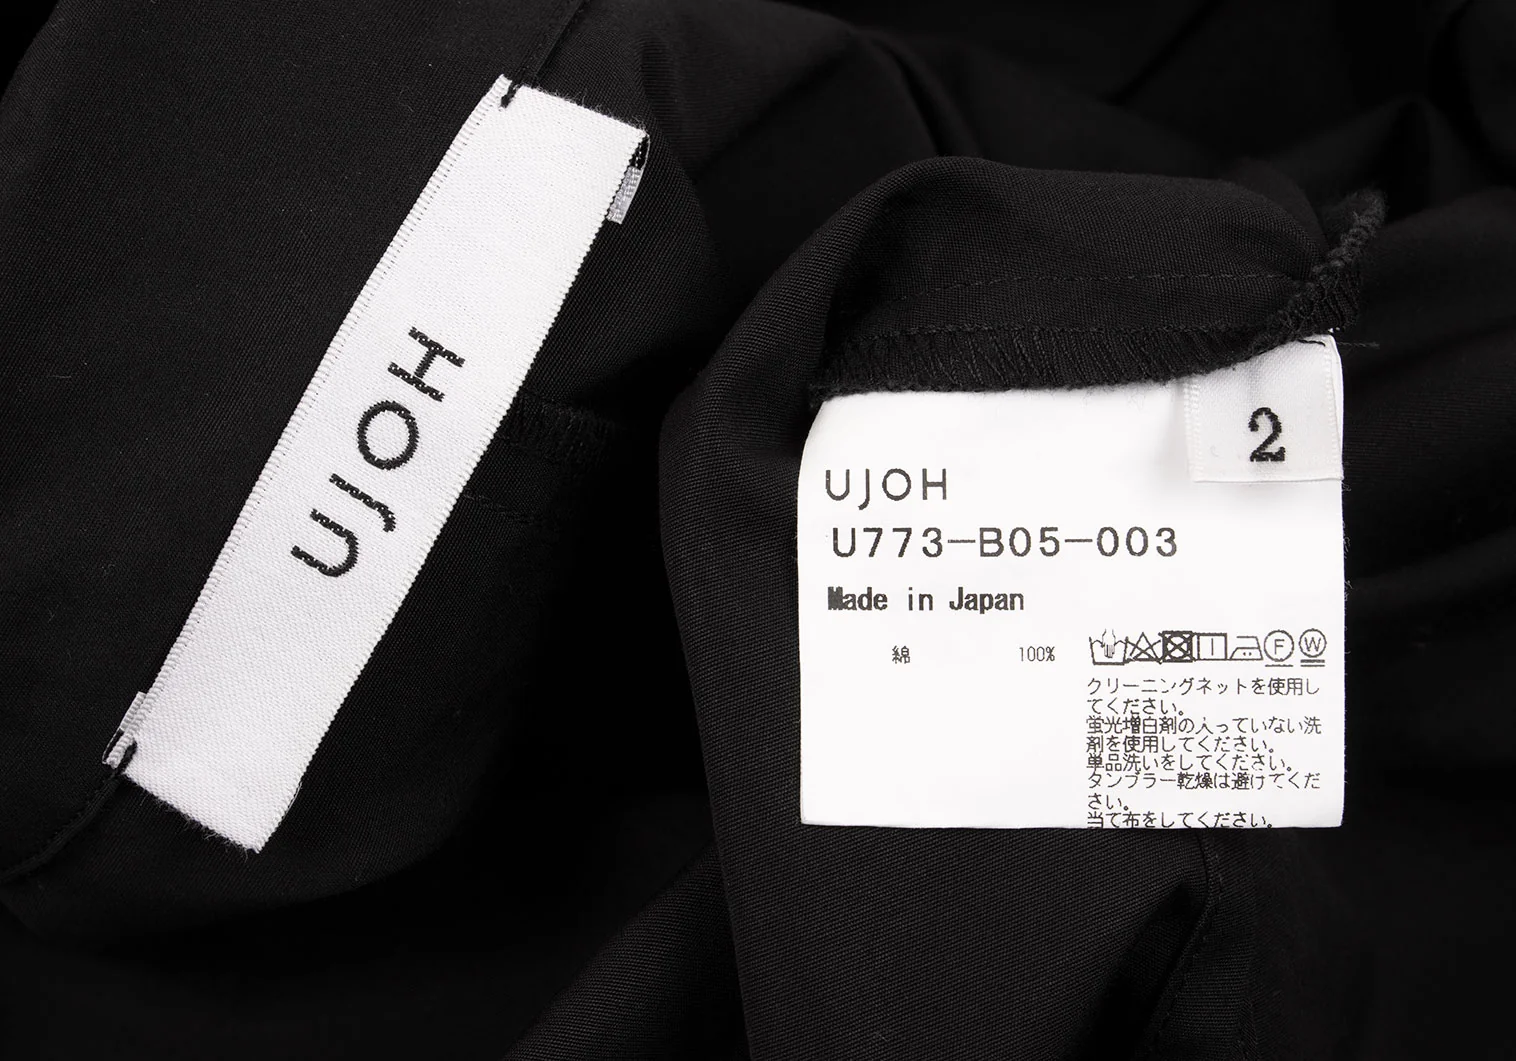 UJOH
2
UJOH
U773-B05-003
Made in Japan
綿 100%
F W
クリーニングネットを使用し
てください。
蛍光増白剤の入っていない洗
剤を使用してください。
単品洗いをしてください。
タンブラー乾燥は避けてくだ
さい。
当て布をしてください。